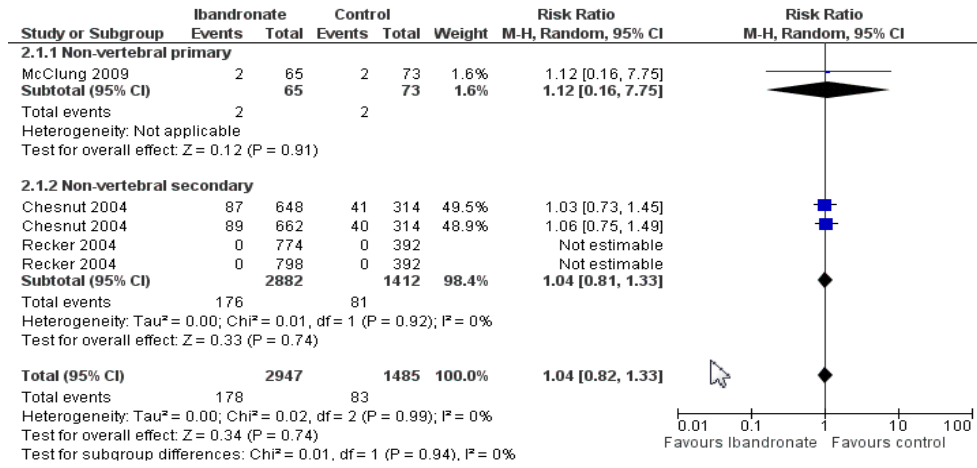 Ibandronate Control Risk Ratio Risk Ratio
Study or Subgroup Events Total Events Total Weight M-H, Random, 95% CI M-H, Random, 95% CI
2.1.1 Non-vertebral primary
McClung 2009 2 65 2 73 1.6% 1.12 [0.16, 7.75]
Subtotal (95% CI) 65 73 1.6% 1.12 [0.16, 7.75]
Total events 2 2
Heterogeneity: Not applicable
Test for overall effect: Z = 0.12 (P = 0.91)
2.1.2 Non-vertebral secondary
Chesnut 2004 87 648 41 314 49.5% 1.03 [0.73, 1.45]
Chesnut 2004 89 662 40 314 48.9% 1.06 [0.75, 1.49]
Recker 2004 0 774 0 392 Not estimable
Recker 2004 0 798 0 392 Not estimable
Subtotal (95% CI) 2882 1412 98.4% 1.04 [0.81, 1.33]
Total events 176 81
Heterogeneity: Tau² = 0.00; Chi² = 0.01, df = 1 (P = 0.92); I² = 0%
Test for overall effect: Z = 0.33 (P = 0.74)
Total (95% CI) 2947 1485 100.0% 1.04 [0.82, 1.33]
Total events 178 83
Heterogeneity: Tau² = 0.00; Chi² = 0.02, df = 2 (P = 0.99); I² = 0%
Test for overall effect: Z = 0.34 (P = 0.74)
Test for subgroup differences: Chi² = 0.01, df = 1 (P = 0.94), I² = 0%
0.01 0.1 1 10 100
Favours Ibandronate Favours control